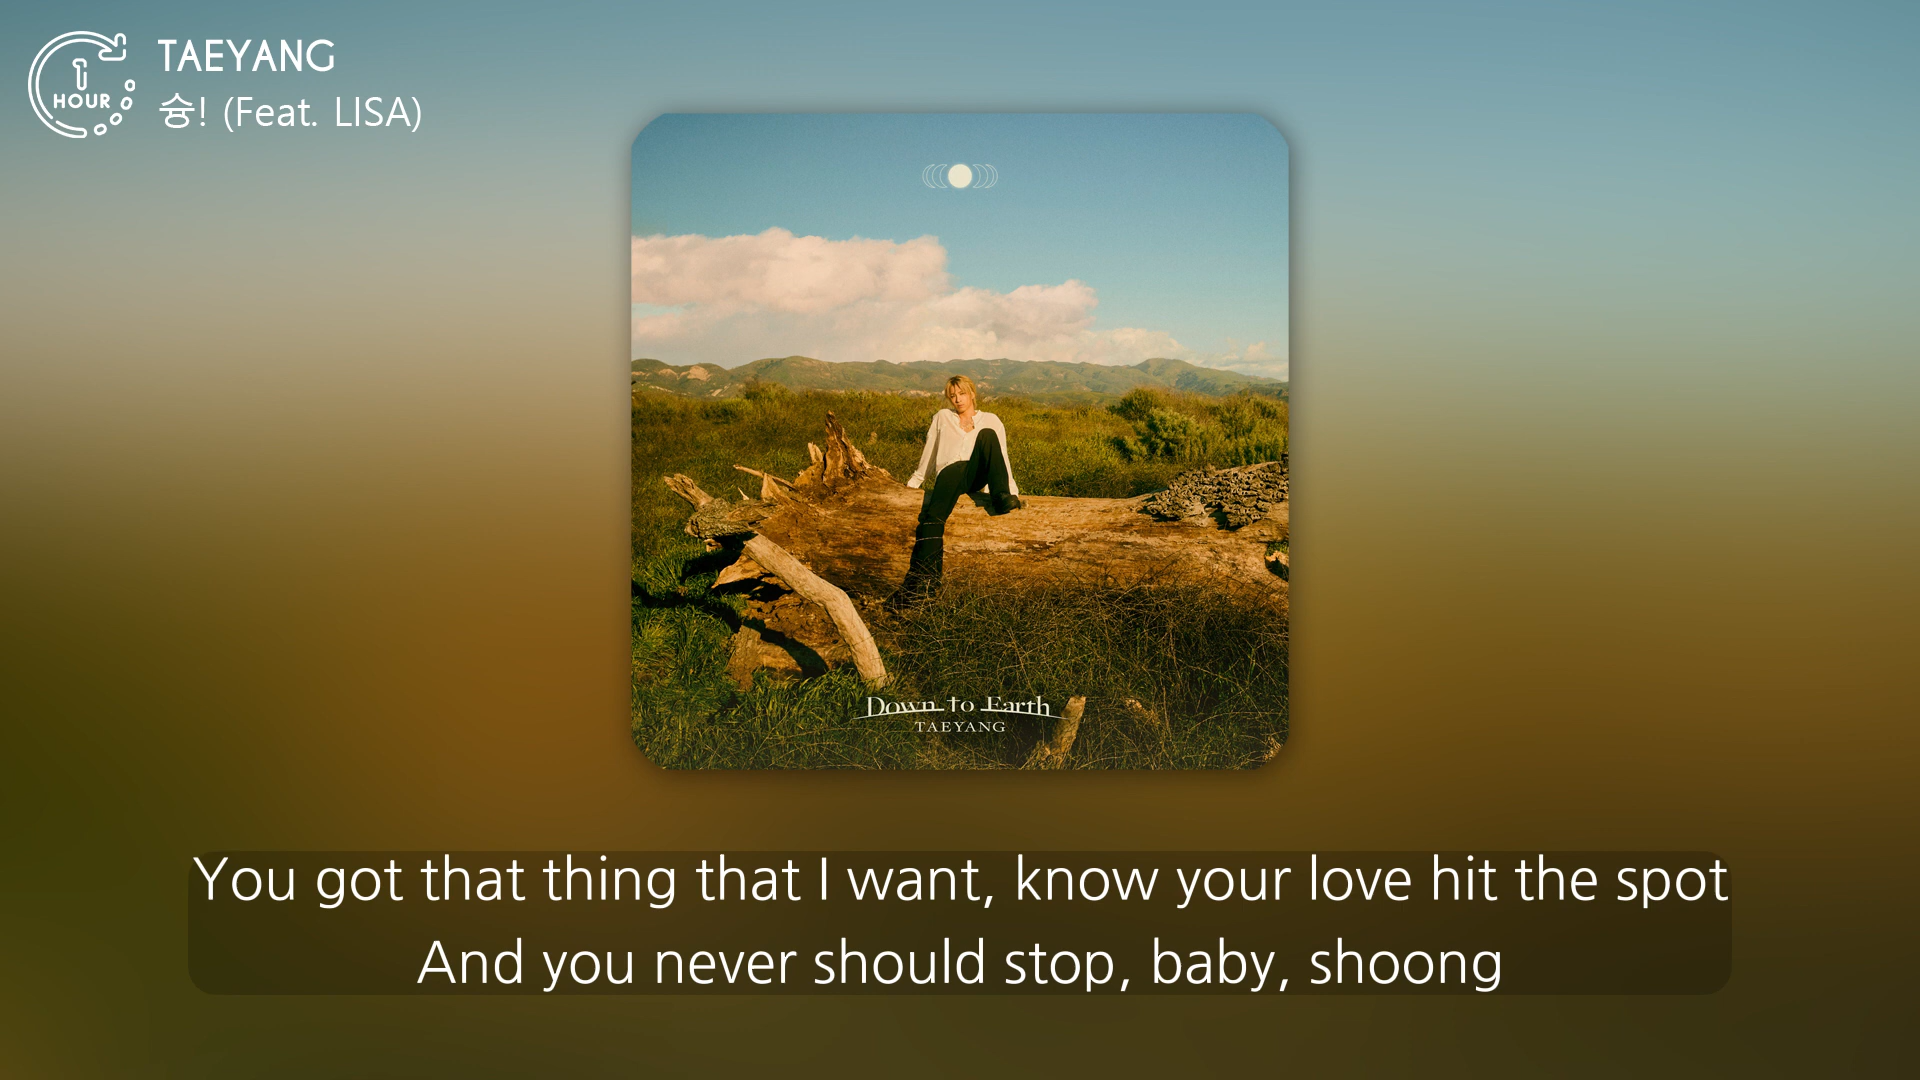 1
HOUR
TAEYANG
슝! (Feat. LISA)
Down to Earth
TAEYANG
You got that thing that I want, know your love hit the spot
And you never should stop, baby, shoong